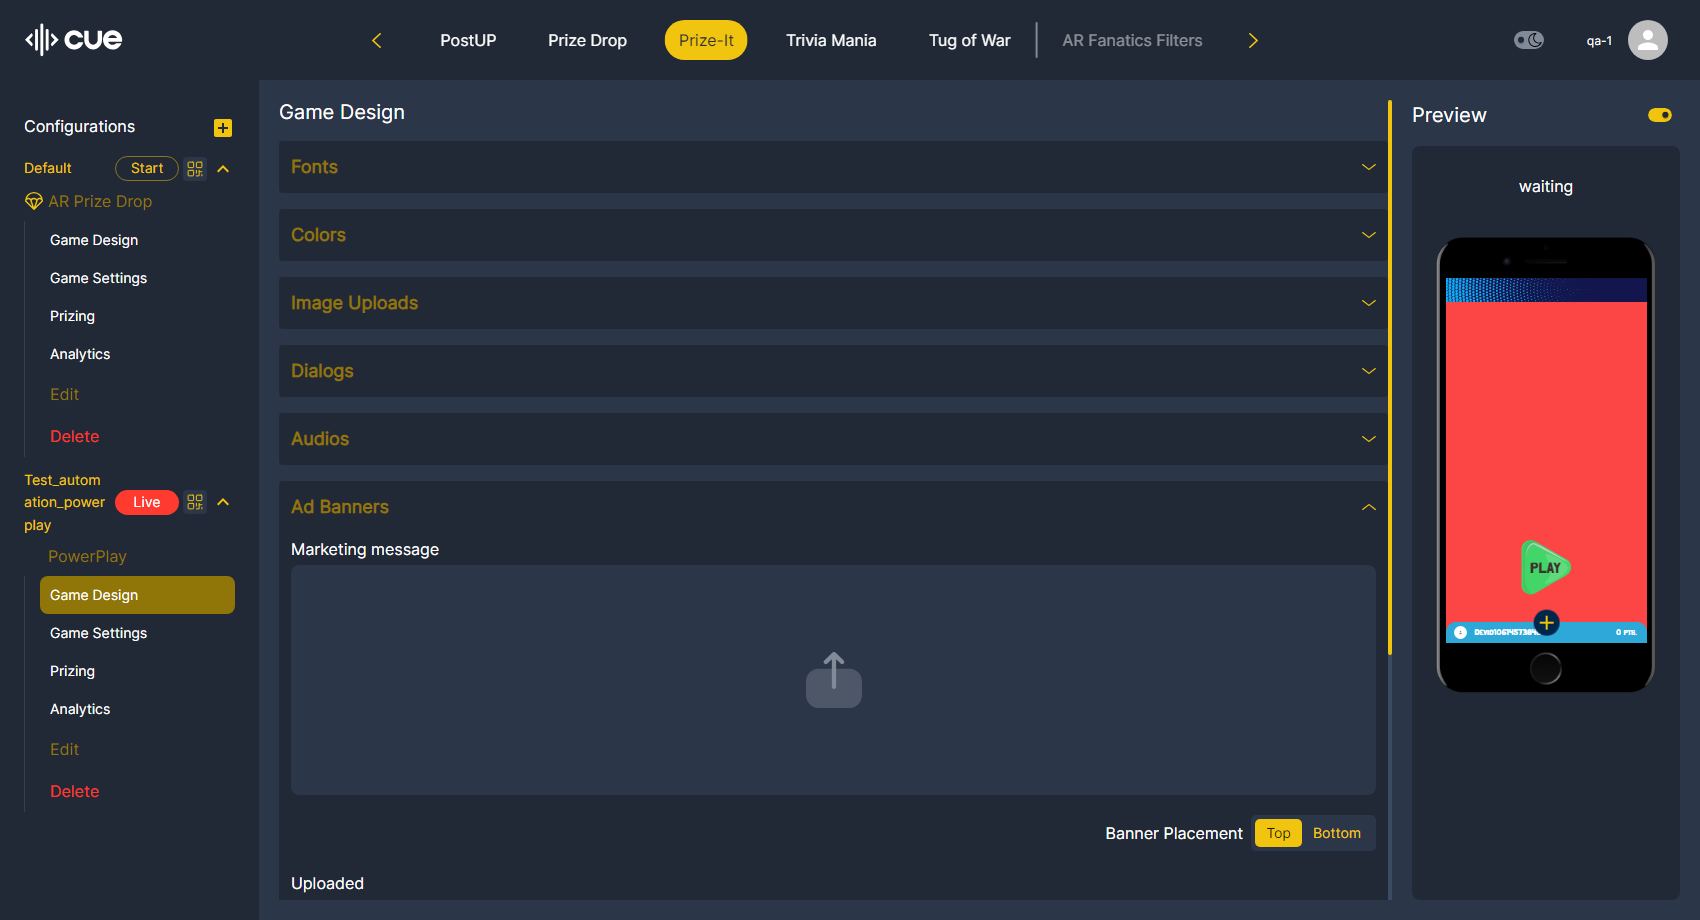 cue
PostUP
Prize Drop
Prize-It
Trivia Mania
Tug of War
AR Fanatics Filters
qa-1
Configurations
Default
Start
AR Prize Drop
Game Design
Game Settings
Prizing
Analytics
Edit
Delete
Test_autom
ation_power
play
Live
PowerPlay
Game Design
Game Settings
Prizing
Analytics
Edit
Delete
Game Design
Fonts
Colors
Image Uploads
Dialogs
Audios
Ad Banners
Marketing message
Banner Placement
Top
Bottom
Uploaded
Preview
waiting
PLAY
0 PTS.